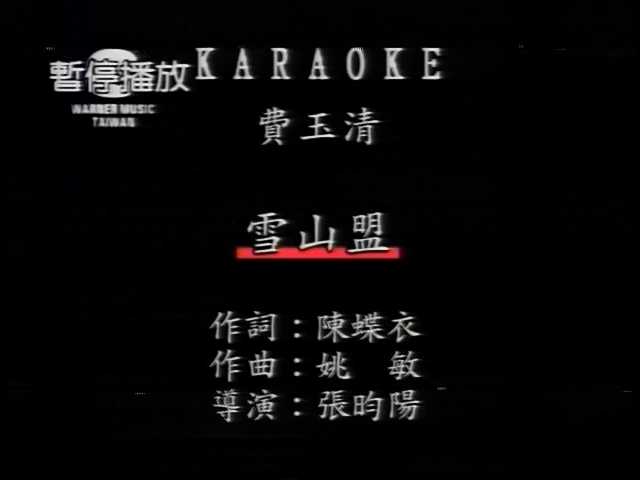 暫停播放
KARAOKE
WARNER MUSIC
TAIWAN
費玉清
雪山盟
作詞：陳蝶衣
作曲：姚　敏
導演：張昀陽